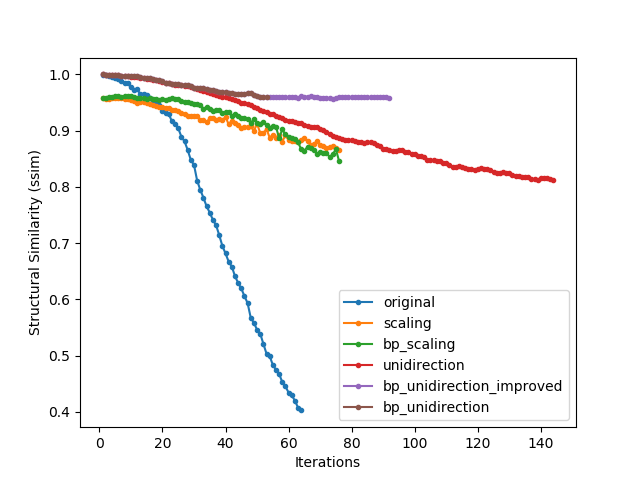 1.0
0.9
0.8
0.7
0.6
0.5
0.4
Structural Similarity (ssim)
original
scaling
bp_scaling
unidirection
bp_unidirection_improved
bp_unidirection
0 20 40 60 80 100 120 140
Iterations